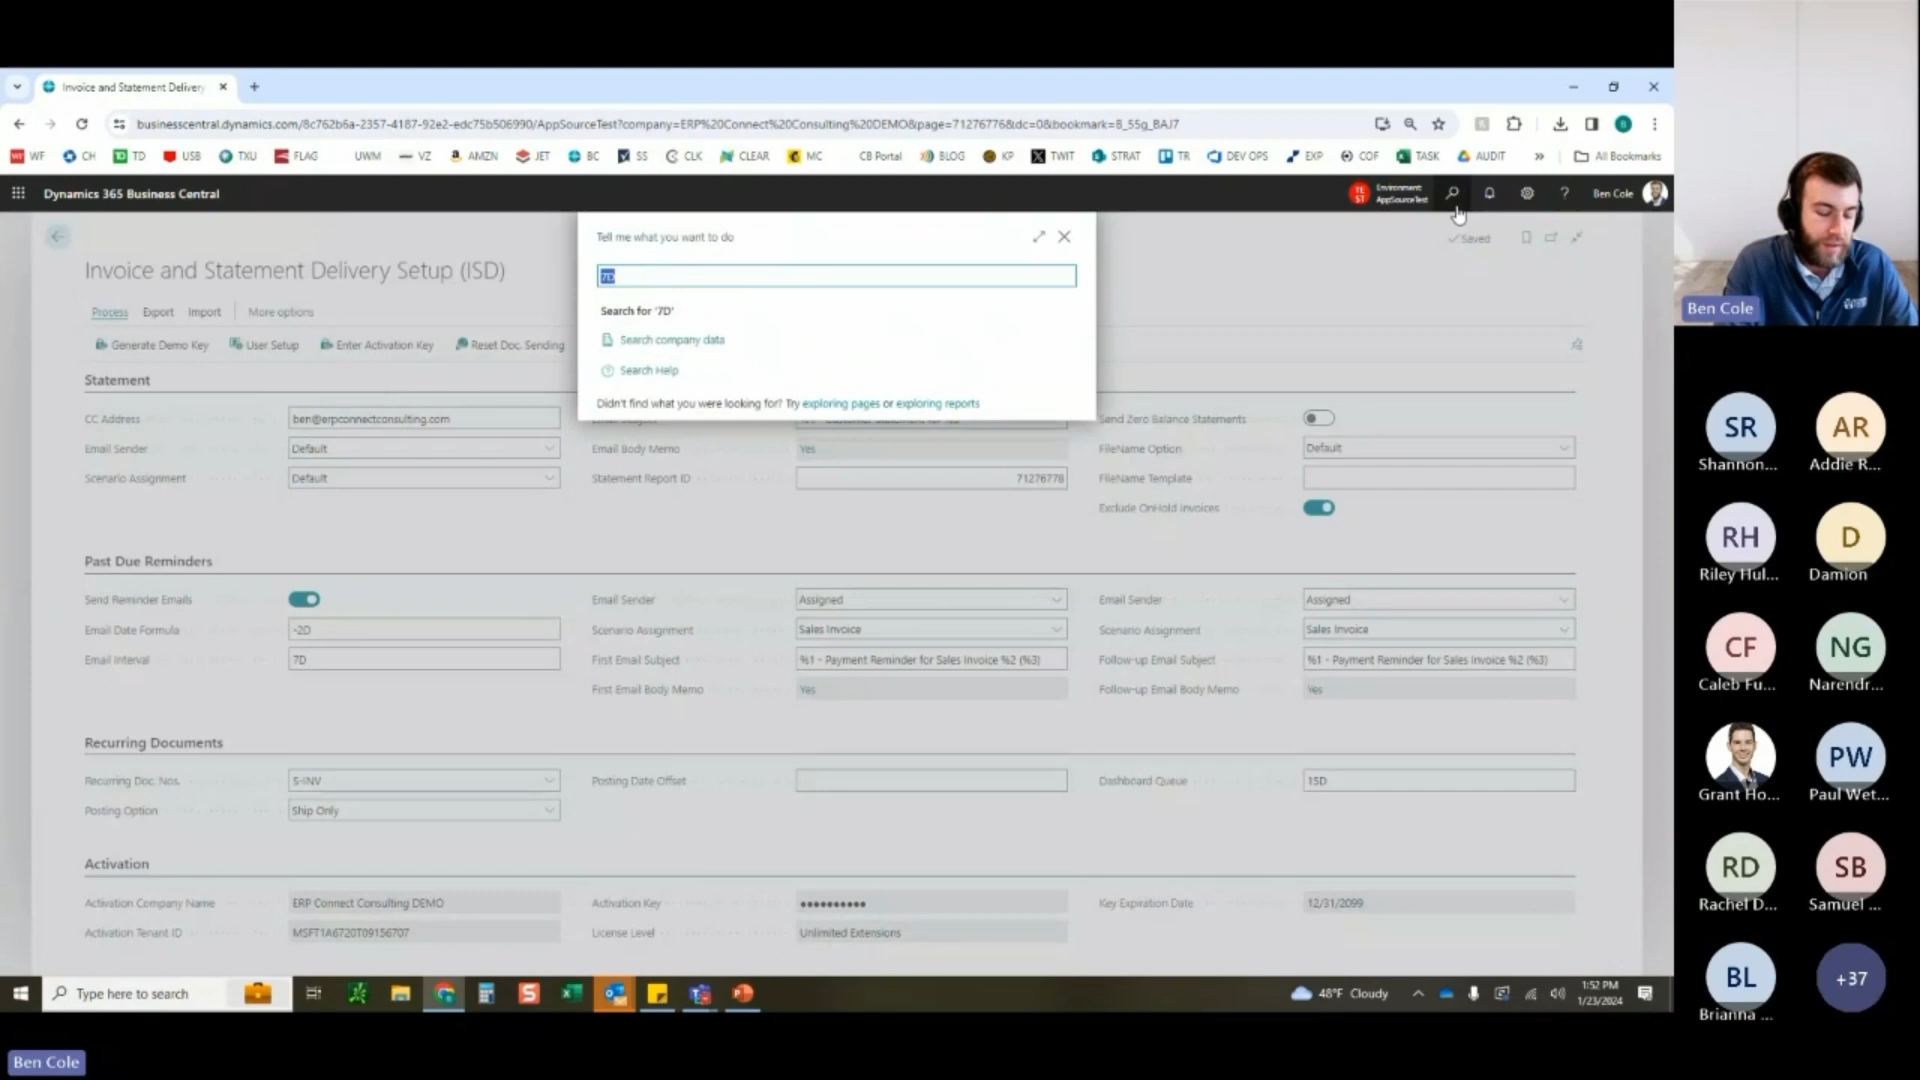 Invoice and Statement Delivery
businesscentral.dynamics.com/8c762b6a-2357-4187-92e2-edc75b506990/AppSourceTest?company=ERP%20Connect%20Consulting%20DEMO&page=71276776&dc=0&bookmark=8_55g_BAJ7
WF CH TD USB TXU FLAG UWM VZ AMZN JET BC SS CLK CLEAR MC CB Portal BLOG KP TWIT STRAT TR DEV OPS EXP COF TASK AUDIT » All Bookmarks
Dynamics 365 Business Central
TEST
Environment:
AppSourceTest
Ben Cole
Tell me what you want to do
7D
Search for '7D'
Search company data
Search Help
Didn't find what you were looking for? Try exploring pages or exploring reports
Saved
Invoice and Statement Delivery Setup (ISD)
Process Export Import More options
Generate Demo Key User Setup Enter Activation Key Reset Doc. Sending
Statement
CC Address ben@erpconnectconsulting.com Send Zero Balance Statements
Email Sender Default Email Body Memo Yes FileName Option Default
Scenario Assignment Default Statement Report ID 71276778 FileName Template
Exclude OnHold Invoices
Past Due Reminders
Send Reminder Emails Email Sender Assigned Email Sender Assigned
Email Date Formula -2D Scenario Assignment Sales Invoice Scenario Assignment Sales Invoice
Email Interval 7D First Email Subject %1 - Payment Reminder for Sales Invoice %2 (%3) Follow-up Email Subject %1 - Payment Reminder for Sales Invoice %2 (%3)
First Email Body Memo Yes Follow-up Email Body Memo Yes
Recurring Documents
Recurring Doc. Nos. S-INV Posting Date Offset Dashboard Queue 15D
Posting Option Ship Only
Activation
Activation Company Name ERP Connect Consulting DEMO Activation Key Key Expiration Date 12/31/2099
Activation Tenant ID MSFT1A6720T09156707 License Level Unlimited Extensions
Type here to search
48°F Cloudy
1:52 PM
1/23/2024
Ben Cole
Ben Cole
SR AR
Shannon... Addie R...
RH D
Riley Hul... Damion
CF NG
Caleb Fu... Narendr...
PW
Grant Ho... Paul Wet...
RD SB
Rachel D... Samuel ...
BL +37
Brianna ...